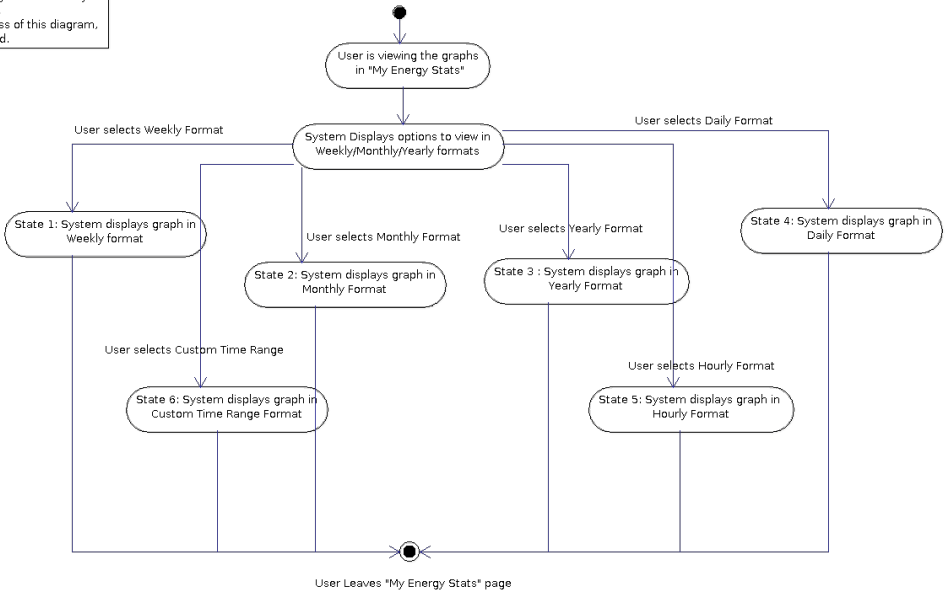 ss of this diagram,
d.
User is viewing the graphs
in "My Energy Stats"
User selects Daily Format
User selects Weekly Format
System Displays options to view in
Weekly/Monthly/Yearly formats
State 1: System displays graph in
Weekly format
State 4: System displays graph in
Daily Format
User selects Monthly Format
User selects Yearly Format
State 2: System displays graph in
Monthly Format
State 3 : System displays graph in
Yearly Format
User selects Custom Time Range
User selects Hourly Format
State 6: System displays graph in
Custom Time Range Format
State 5: System displays graph in
Hourly Format
User Leaves "My Energy Stats" page